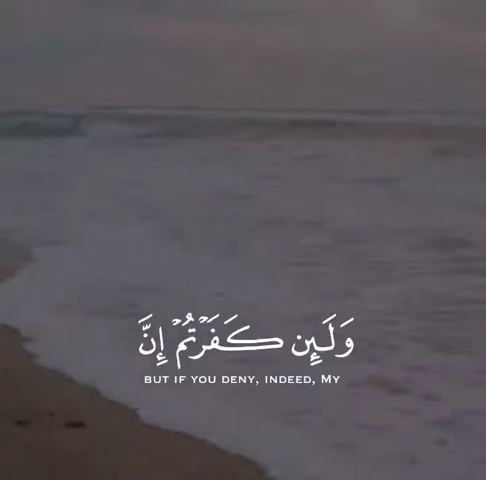 وَلَئِن كَفَرۡتُمۡ إِنَّ
BUT IF YOU DENY, INDEED, MY